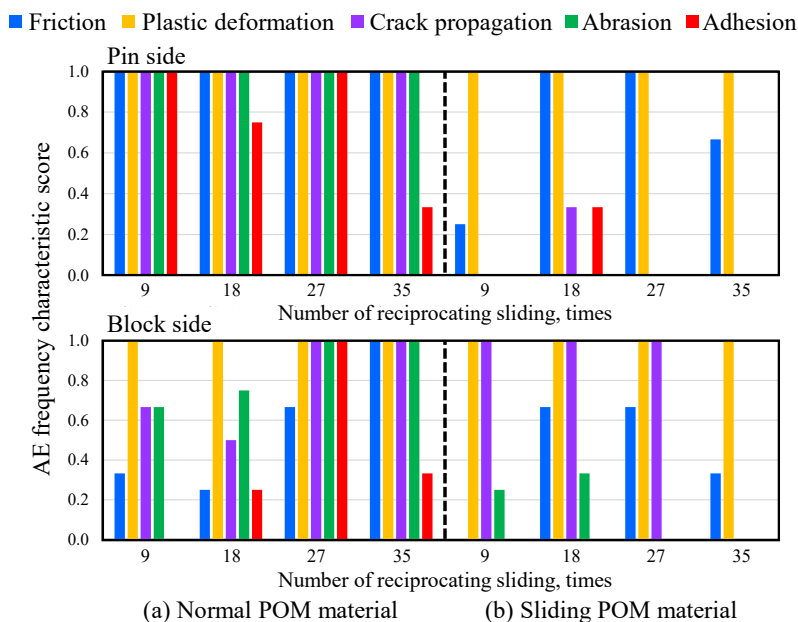 Friction Plastic deformation Crack propagation Abrasion Adhesion
Pin side
AE frequency characteristic score
1.0
0.8
0.6
0.4
0.2
0.0
9 18 27 35 9 18 27 35
Number of reciprocating sliding, times
Block side
1.0
0.8
0.6
0.4
0.2
0.0
9 18 27 35 9 18 27 35
Number of reciprocating sliding, times
(a) Normal POM material (b) Sliding POM material